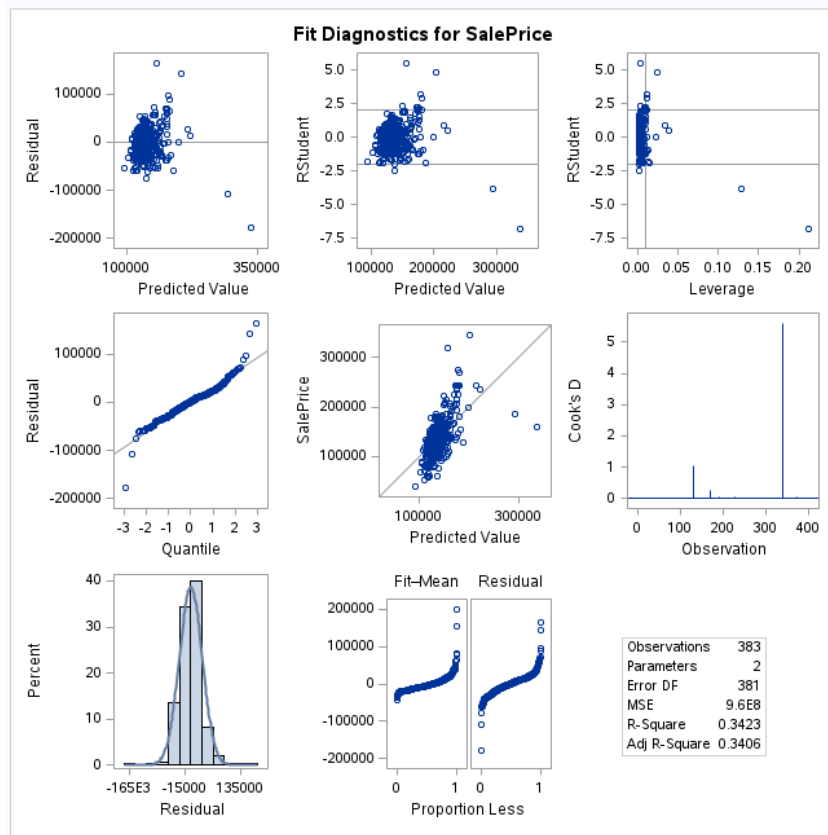 Fit Diagnostics for SalePrice
Residual
100000
0
-100000
-200000
100000
350000
Predicted Value
RStudent
5.0
2.5
0.0
-2.5
-5.0
-7.5
100000
200000
300000
Predicted Value
RStudent
5.0
2.5
0.0
-2.5
-5.0
-7.5
0.00
0.05
0.10
0.15
0.20
Leverage
Residual
100000
0
-100000
-200000
-3
-2
-1
0
1
2
3
Quantile
SalePrice
300000
200000
100000
100000
300000
Predicted Value
Cook's D
5
4
3
2
1
0
0
100
200
300
400
Observation
Percent
40
30
20
10
0
-165E3
-15000
135000
Residual
Fit–Mean
Residual
200000
100000
0
-100000
-200000
0
1
0
1
Proportion Less
Observations 383
Parameters 2
Error DF 381
MSE 9.6E8
R-Square 0.3423
Adj R-Square 0.3406